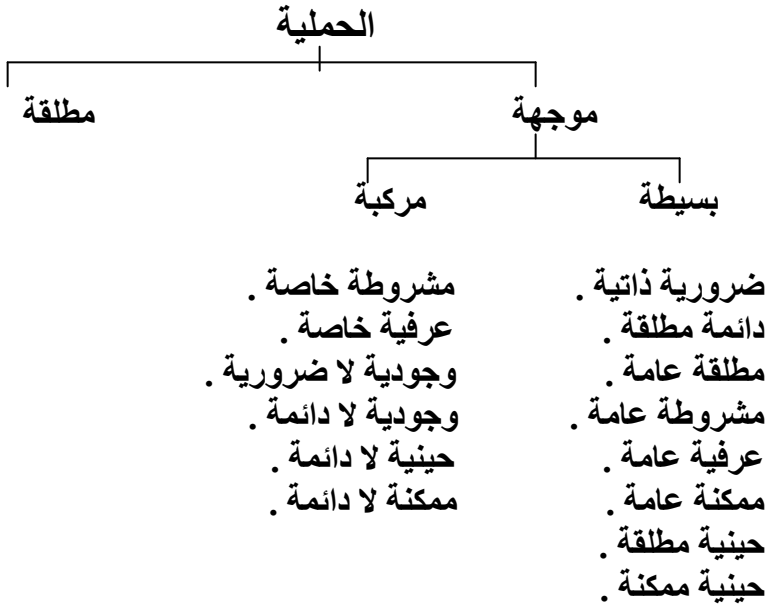 الحملية
موجهة
مطلقة
بسيطة
مركبة
ضرورية ذاتية .
دائمة مطلقة .
مطلقة عامة .
مشروطة عامة .
عرفية عامة .
ممكنة عامة .
حينية مطلقة .
حينية ممكنة .
مشروطة خاصة .
عرفية خاصة .
وجودية لا ضرورية .
وجودية لا دائمة .
حينية لا دائمة .
ممكنة لا دائمة .